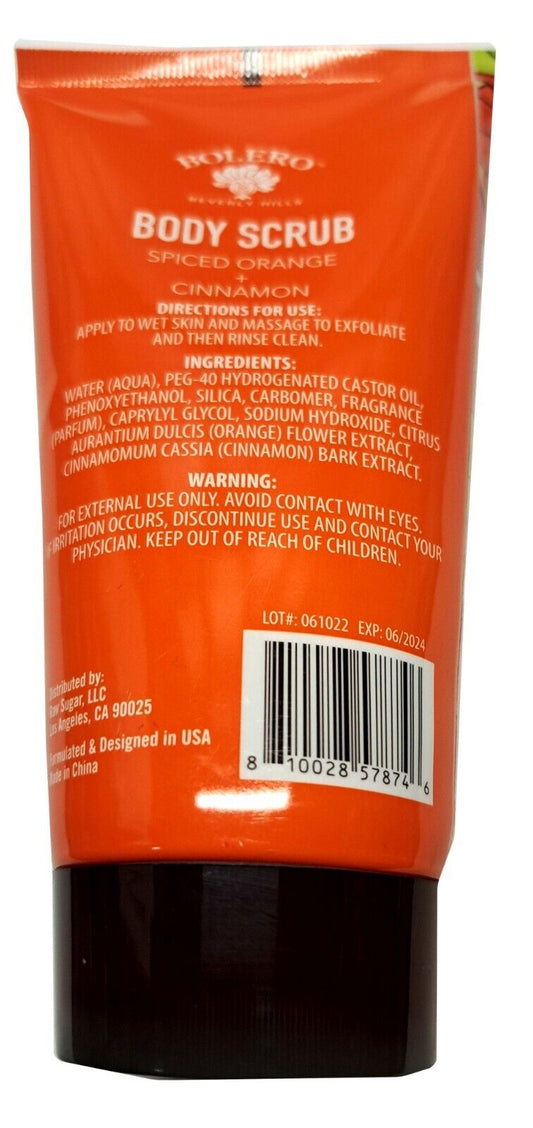 BOLERO
BEVERLY HILLS
BODY SCRUB
SPICED ORANGE
+
CINNAMON
DIRECTIONS FOR USE:
APPLY TO WET SKIN AND MASSAGE TO EXFOLIATE
AND THEN RINSE CLEAN.
INGREDIENTS:
WATER (AQUA), PEG-40 HYDROGENATED CASTOR OIL,
PHENOXYETHANOL, SILICA, CARBOMER, FRAGRANCE
(PARFUM), CAPRYLYL GLYCOL, SODIUM HYDROXIDE, CITRUS
AURANTIUM DULCIS (ORANGE) FLOWER EXTRACT,
CINNAMOMUM CASSIA (CINNAMON) BARK EXTRACT.
WARNING:
FOR EXTERNAL USE ONLY. AVOID CONTACT WITH EYES.
IF IRRITATION OCCURS, DISCONTINUE USE AND CONTACT YOUR
PHYSICIAN. KEEP OUT OF REACH OF CHILDREN.
LOT#: 061022 EXP: 06/2024
Distributed by:
Raw Sugar, LLC
Los Angeles, CA 90025
Formulated & Designed in USA
Made in China
8 10028 57874 6